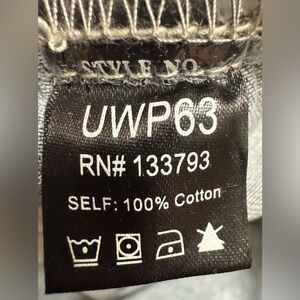 STYLE NO.
UWP63
RN# 133793
SELF: 100% Cotton